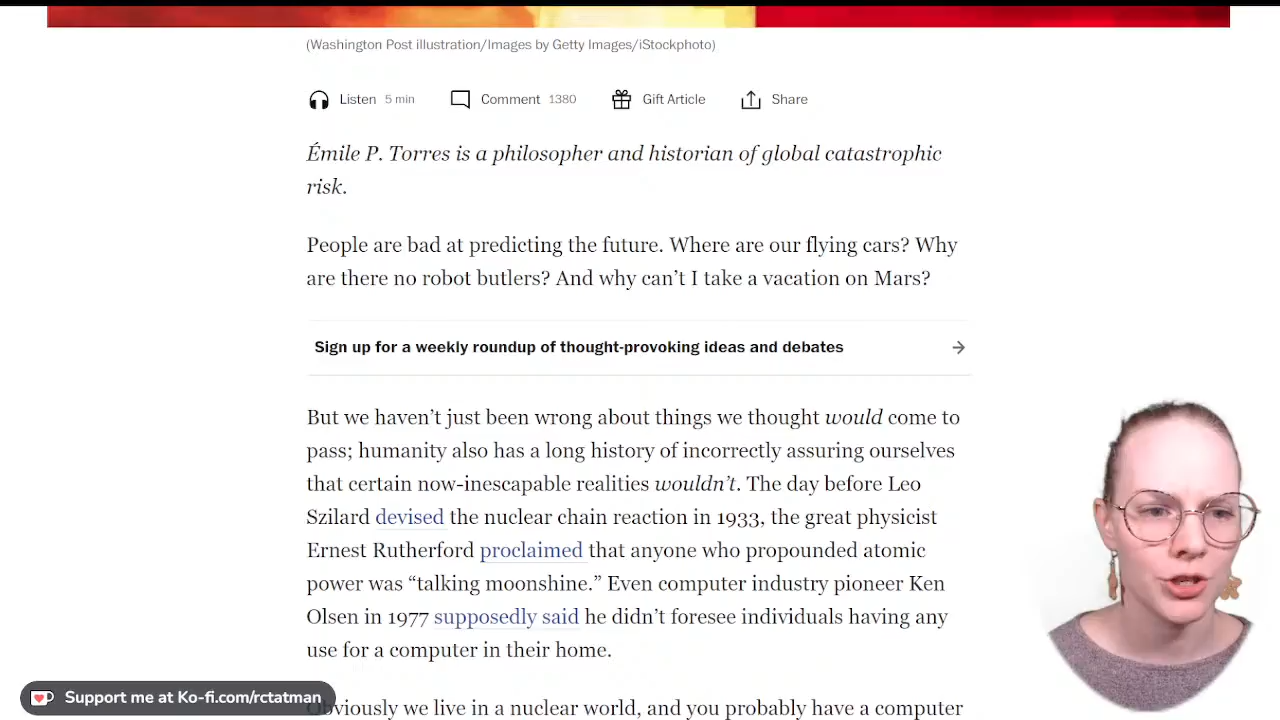 (Washington Post illustration/Images by Getty Images/iStockphoto)
Listen 5 min Comment 1380 Gift Article Share
Émile P. Torres is a philosopher and historian of global catastrophic
risk.
People are bad at predicting the future. Where are our flying cars? Why
are there no robot butlers? And why can’t I take a vacation on Mars?
Sign up for a weekly roundup of thought-provoking ideas and debates
But we haven’t just been wrong about things we thought would come to
pass; humanity also has a long history of incorrectly assuring ourselves
that certain now-inescapable realities wouldn’t. The day before Leo
Szilard devised the nuclear chain reaction in 1933, the great physicist
Ernest Rutherford proclaimed that anyone who propounded atomic
power was “talking moonshine.” Even computer industry pioneer Ken
Olsen in 1977 supposedly said he didn’t foresee individuals having any
use for a computer in their home.
Support me at Ko-fi.com/rctatman
Obviously we live in a nuclear world, and you probably have a computer